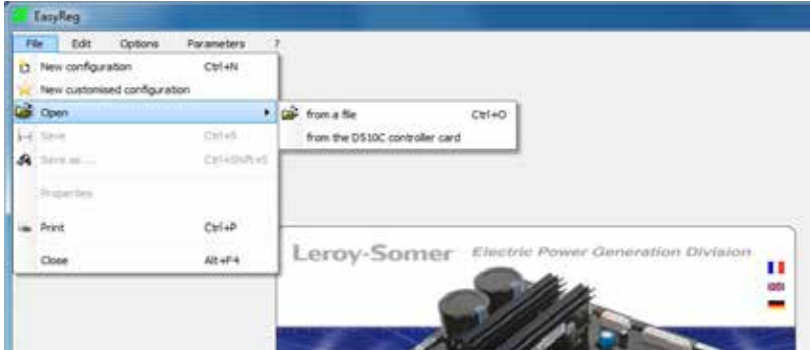 EasyReg
File Edit Options Parameters ?
New configuration Ctrl+N
New customised configuration
Open
from a file Ctrl+O
from the D510C controller card
Save Ctrl+S
Save as .... Ctrl+Shift+S
Properties
Print Ctrl+P
Close Alt+F4
Leroy-Somer Electric Power Generation Division